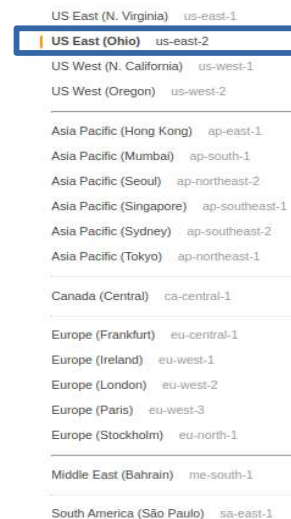 US East (N. Virginia) us-east-1
US East (Ohio) us-east-2
US West (N. California) us-west-1
US West (Oregon) us-west-2
Asia Pacific (Hong Kong) ap-east-1
Asia Pacific (Mumbai) ap-south-1
Asia Pacific (Seoul) ap-northeast-2
Asia Pacific (Singapore) ap-southeast-1
Asia Pacific (Sydney) ap-southeast-2
Asia Pacific (Tokyo) ap-northeast-1
Canada (Central) ca-central-1
Europe (Frankfurt) eu-central-1
Europe (Ireland) eu-west-1
Europe (London) eu-west-2
Europe (Paris) eu-west-3
Europe (Stockholm) eu-north-1
Middle East (Bahrain) me-south-1
South America (São Paulo) sa-east-1